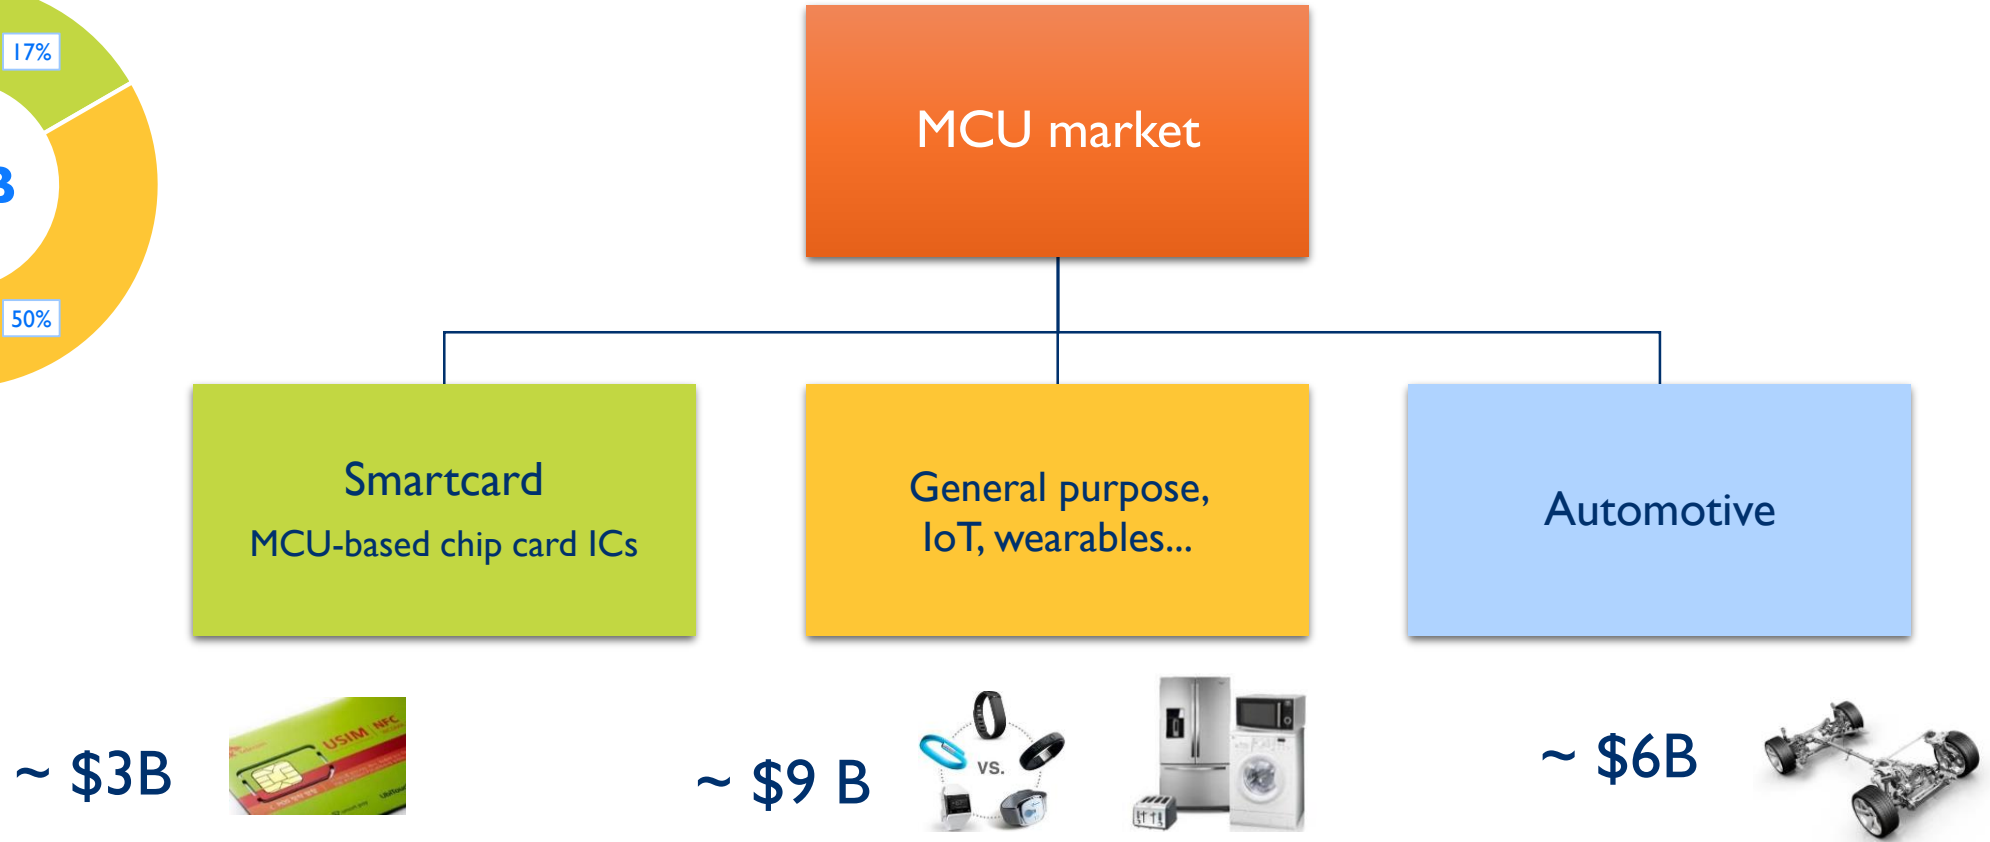 17%
MCU market
B
50%
Smartcard
MCU-based chip card ICs
General purpose,
IoT, wearables...
Automotive
~ $3B
USIM NFC
~ $9 B
VS.
~ $6B